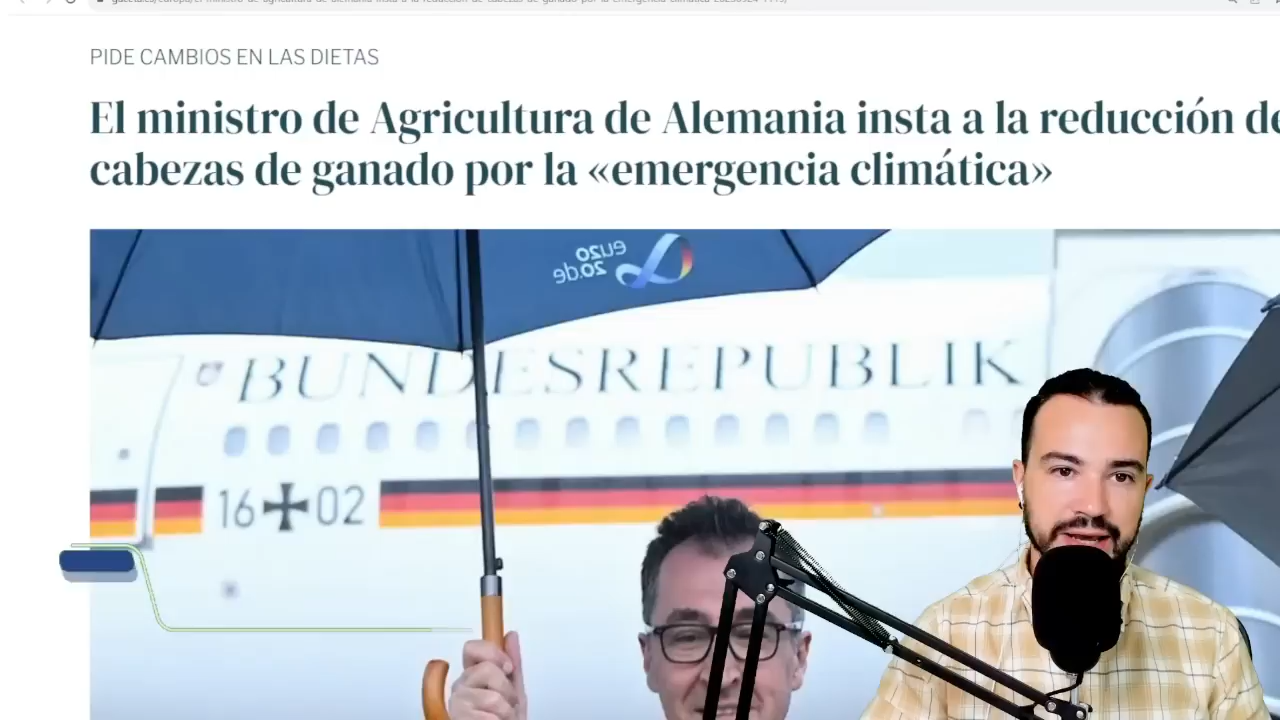 PIDE CAMBIOS EN LAS DIETAS
El ministro de Agricultura de Alemania insta a la reducción de
cabezas de ganado por la «emergencia climática»
eu20
20.de
BUNDESREPUBLIK
16 02